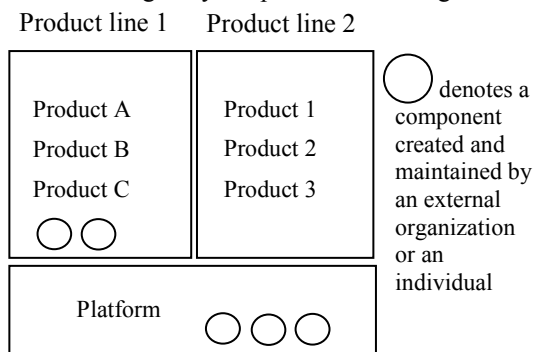 Product line 1
Product line 2
Product A
Product B
Product C
Product 1
Product 2
Product 3
denotes a
component
created and
maintained by
an external
organization
or an
individual
Platform